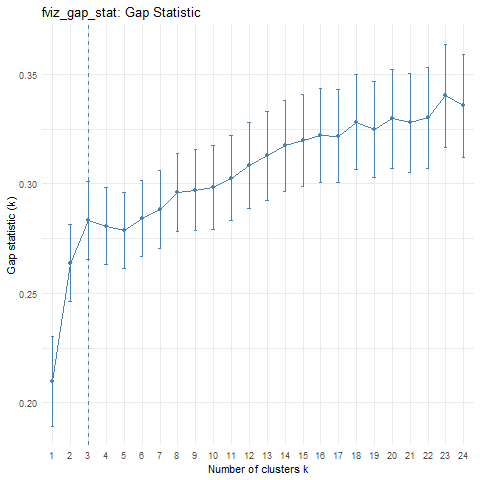 fviz_gap_stat: Gap Statistic
Gap statistic (k)
0.35
0.30
0.25
0.20
1 2 3 4 5 6 7 8 9 10 11 12 13 14 15 16 17 18 19 20 21 22 23 24
Number of clusters k